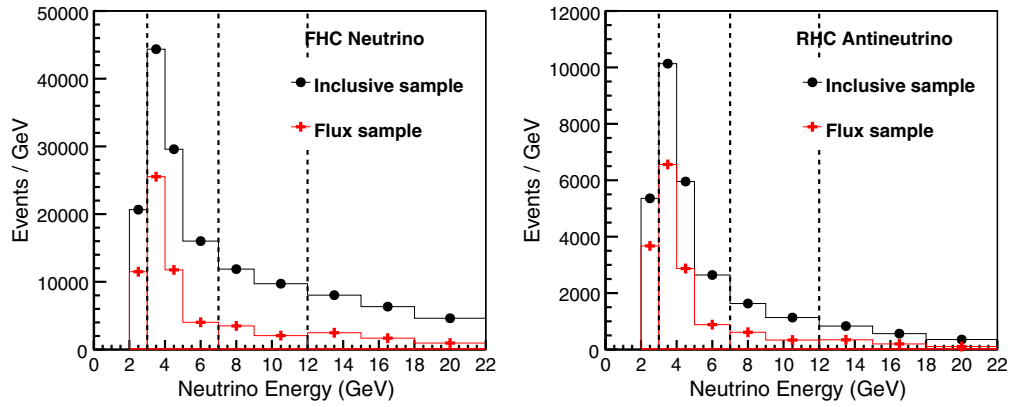 50000
40000
30000
20000
10000
0
Events / GeV
FHC Neutrino
Inclusive sample
Flux sample
0 2 4 6 8 10 12 14 16 18 20 22
Neutrino Energy (GeV)
12000
10000
8000
6000
4000
2000
0
Events / GeV
RHC Antineutrino
Inclusive sample
Flux sample
0 2 4 6 8 10 12 14 16 18 20 22
Neutrino Energy (GeV)